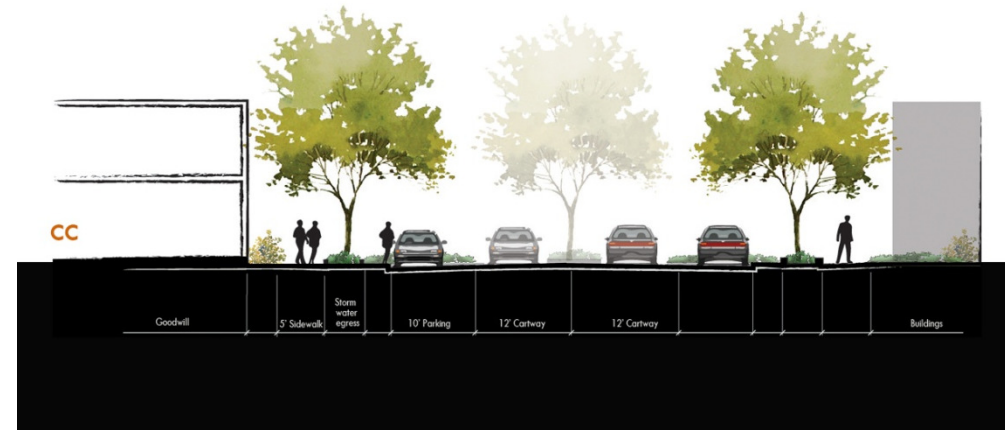 CC
Goodwill
5' Sidewalk
Storm
water
egress
10' Parking
12' Cartway
12' Cartway
Buildings